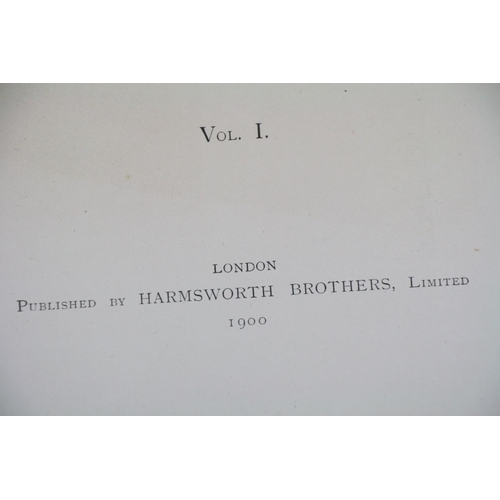 Vol. I.
LONDON
Published by HARMSWORTH BROTHERS, Limited
1900